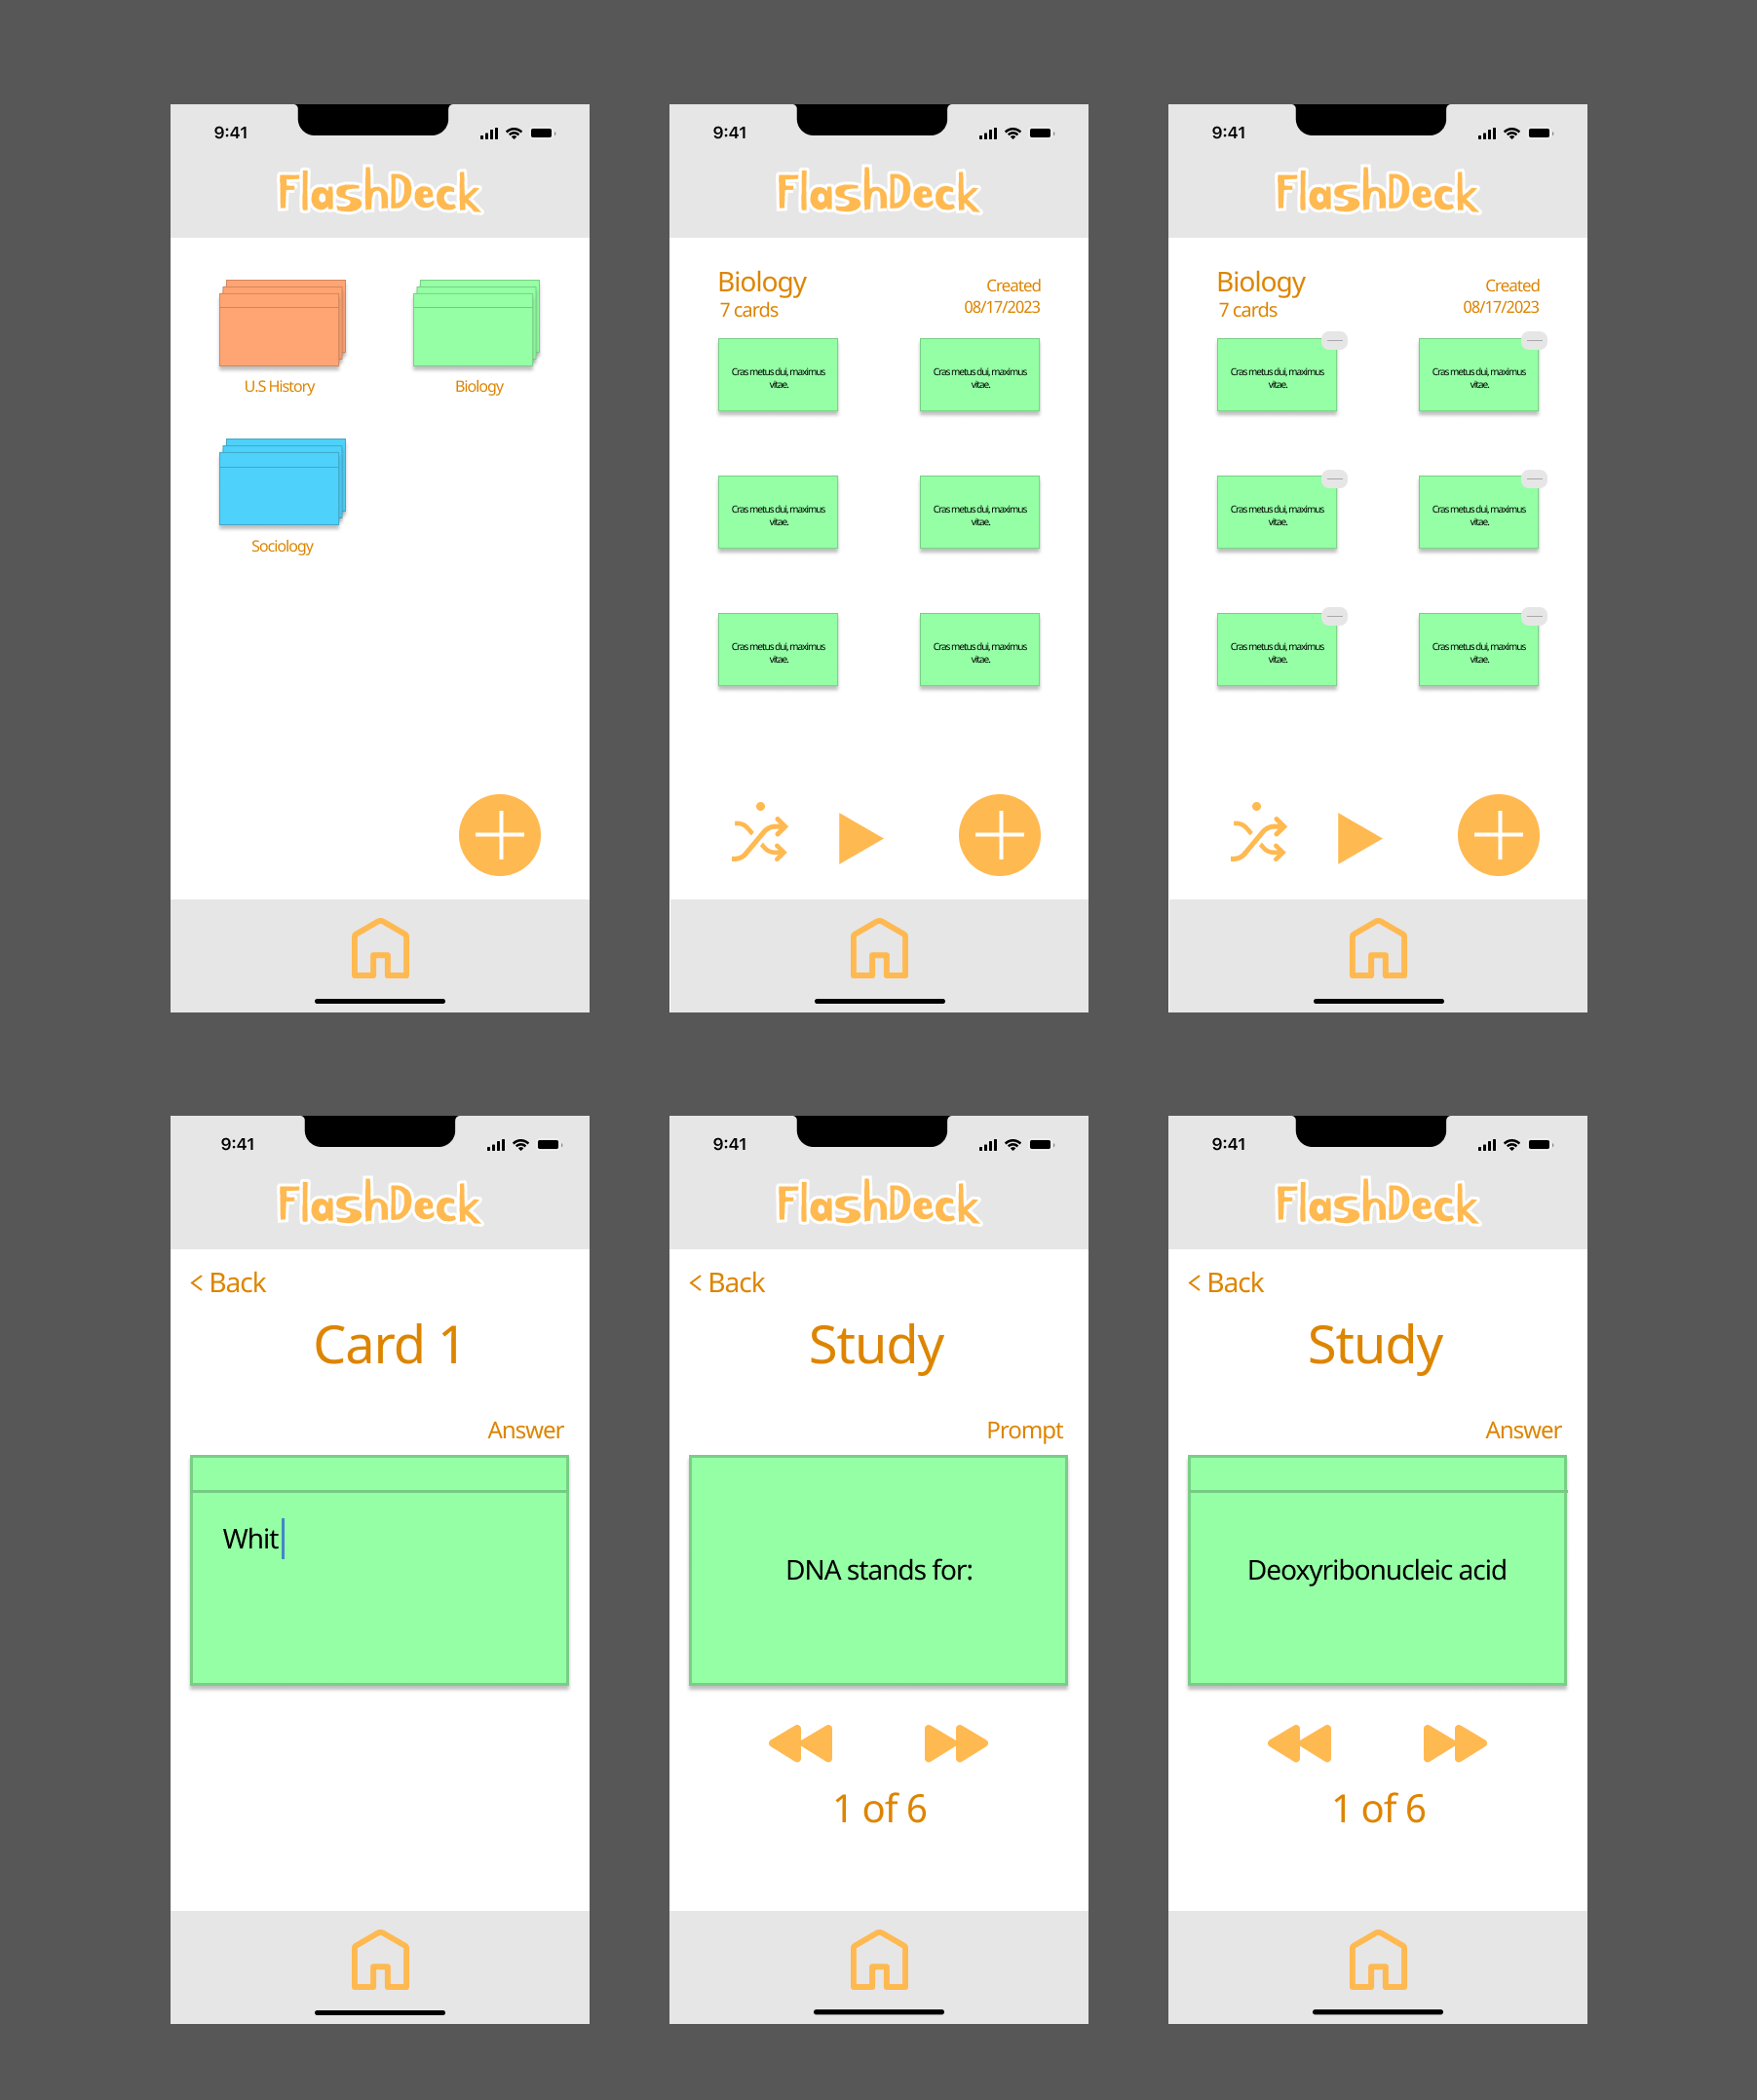 9:41
FlashDeck
U.S History
Biology
Sociology
9:41
FlashDeck
Biology
7 cards
Created
08/17/2023
Cras metus dui, maximus
vitae.
Cras metus dui, maximus
vitae.
Cras metus dui, maximus
vitae.
Cras metus dui, maximus
vitae.
Cras metus dui, maximus
vitae.
Cras metus dui, maximus
vitae.
9:41
FlashDeck
Biology
7 cards
Created
08/17/2023
Cras metus dui, maximus
vitae.
Cras metus dui, maximus
vitae.
Cras metus dui, maximus
vitae.
Cras metus dui, maximus
vitae.
Cras metus dui, maximus
vitae.
Cras metus dui, maximus
vitae.
9:41
FlashDeck
< Back
Card 1
Answer
Whit
9:41
FlashDeck
< Back
Study
Prompt
DNA stands for:
1 of 6
9:41
FlashDeck
< Back
Study
Answer
Deoxyribonucleic acid
1 of 6